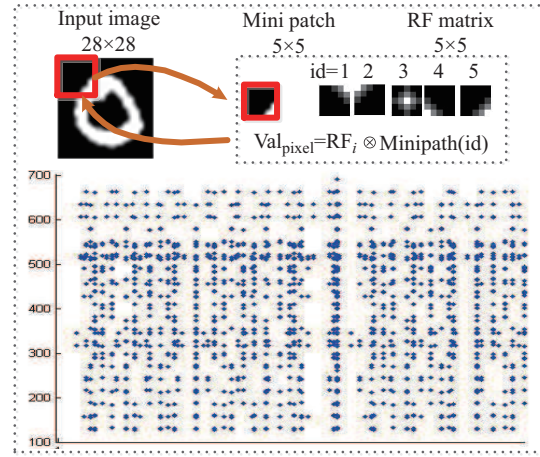 Input image Mini patch RF matrix
28×28 5×5 5×5
id=1 2 3 4 5
Val_pixel=RF_i ⊗ Minipath(id)
700
600
500
400
300
200
100